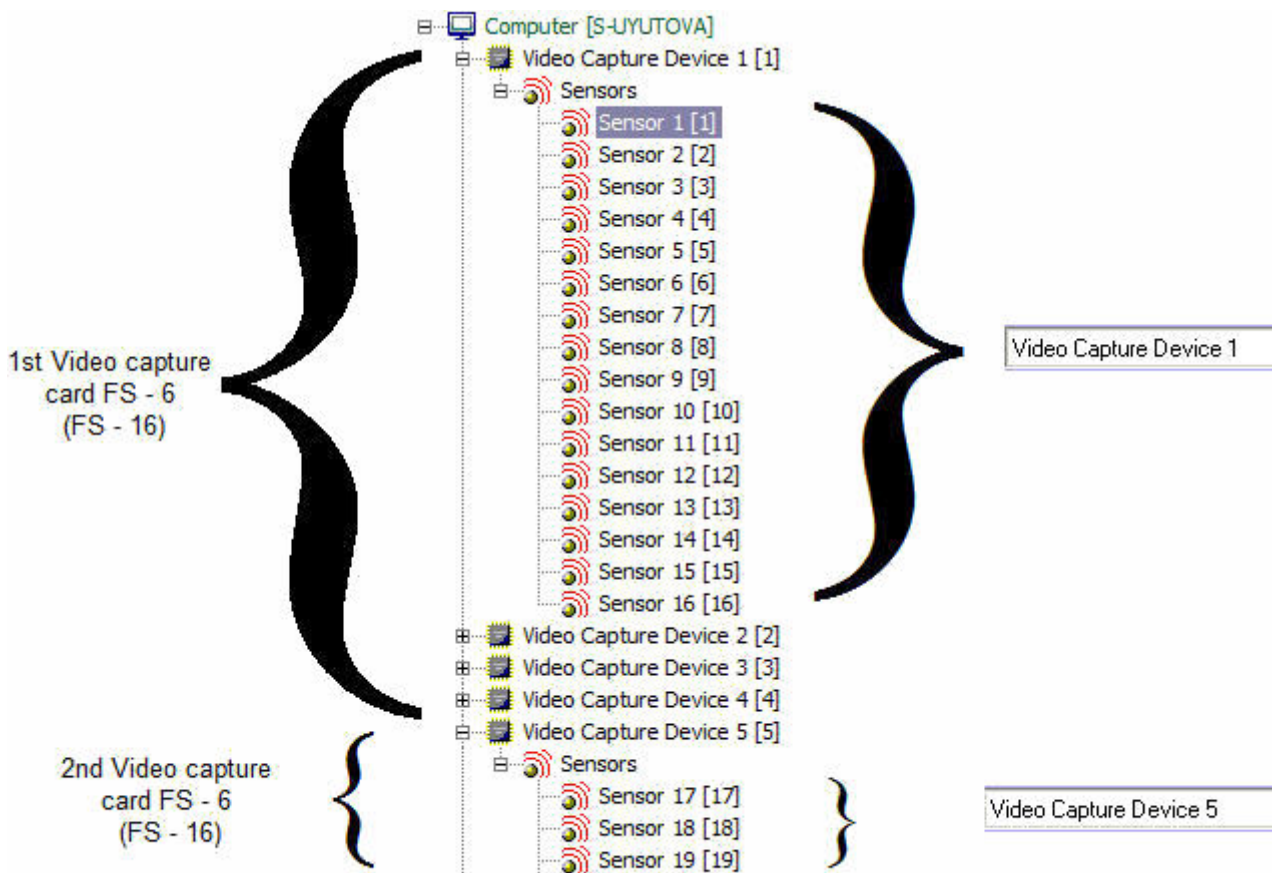 Computer [S-UYUTOVA]
Video Capture Device 1 [1]
Sensors
Sensor 1 [1]
Sensor 2 [2]
Sensor 3 [3]
Sensor 4 [4]
Sensor 5 [5]
Sensor 6 [6]
Sensor 7 [7]
Sensor 8 [8]
Sensor 9 [9]
Sensor 10 [10]
Sensor 11 [11]
Sensor 12 [12]
Sensor 13 [13]
Sensor 14 [14]
Sensor 15 [15]
Sensor 16 [16]
Video Capture Device 2 [2]
Video Capture Device 3 [3]
Video Capture Device 4 [4]
Video Capture Device 5 [5]
Sensors
Sensor 17 [17]
Sensor 18 [18]
Sensor 19 [19]
1st Video capture
card FS - 6
(FS - 16)
2nd Video capture
card FS - 6
(FS - 16)
Video Capture Device 1
Video Capture Device 5